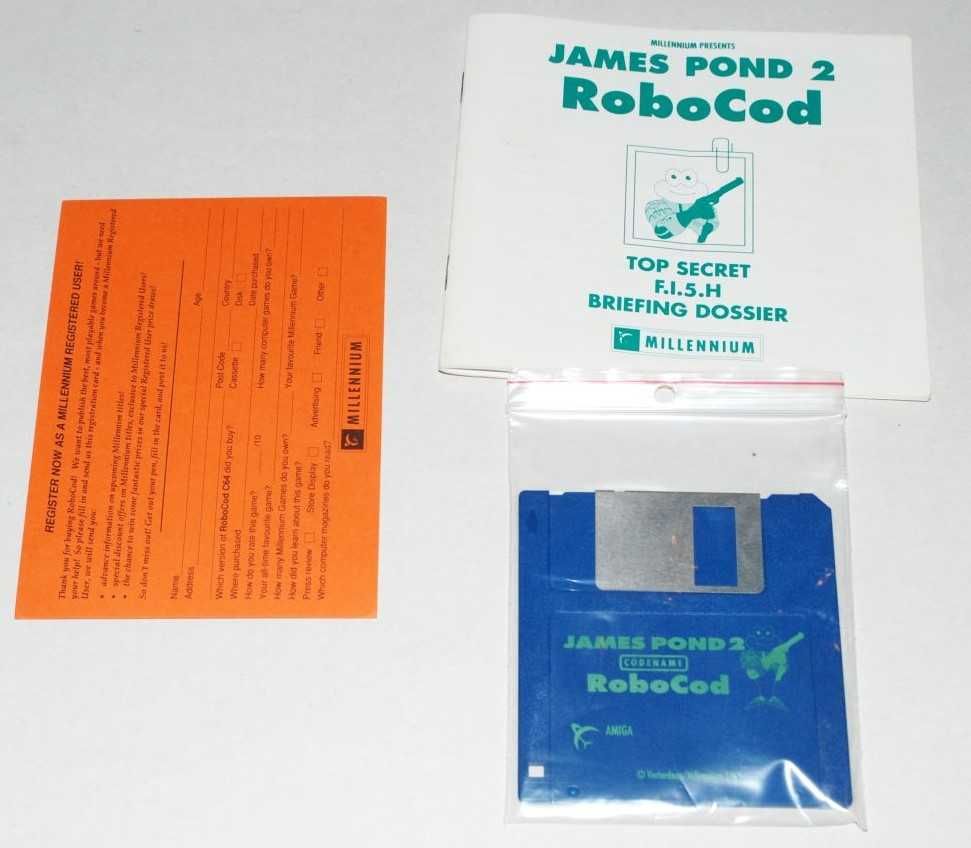 MILLENNIUM PRESENTS
JAMES POND 2
RoboCod
TOP SECRET
F.I.5.H
BRIEFING DOSSIER
MILLENNIUM
REGISTER NOW AS A MILLENNIUM REGISTERED USER!
Thank you for buying RoboCod! We want to publish the best, most playable games around - but we need
your help! So please fill in and send us this registration card - and when you become a Millennium Registered
User, we will send you:
• advance information on upcoming Millennium titles!
• special discount offers on Millennium titles, exclusive to Millennium Registered Users!
• the chance to win some fantastic prizes in our special Registered User prize draws!
So don't miss out! Get out your pen, fill in the card, and post it to us!
Name Age
Address
Post Code Country
Which version of RoboCod C64 did you buy? Cassette Disk
Where purchased Date purchased
How do you rate this game? /10 How many computer games do you own?
Your all-time favourite game?
How many Millennium Games do you own? Your favourite Millennium Game?
How did you learn about this game?
Press review Store Display Advertising Friend Other
Which computer magazines do you read?
MILLENNIUM
JAMES POND 2
CODENAME
RoboCod
AMIGA